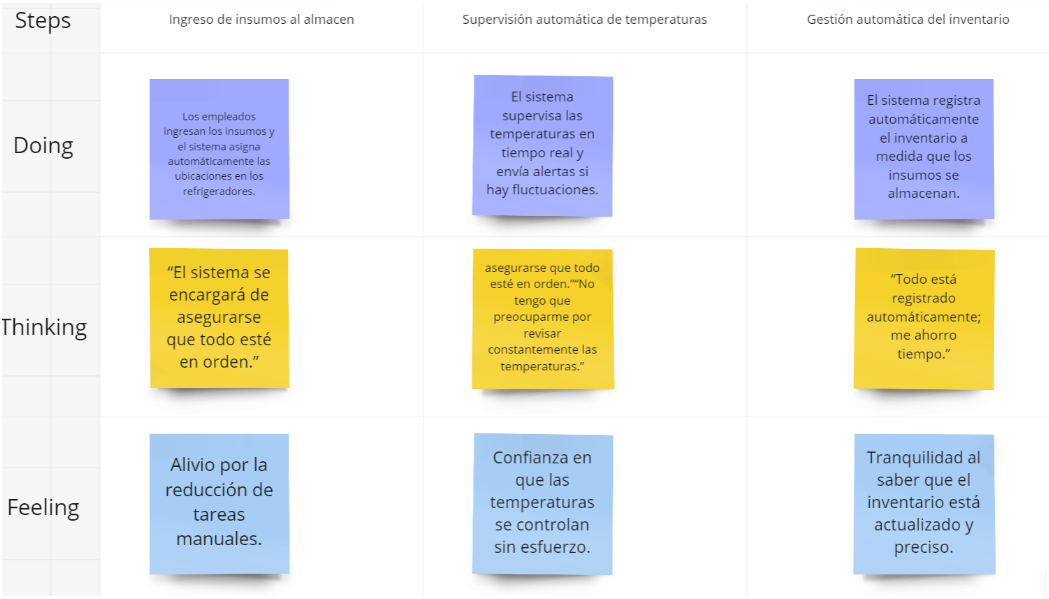 Steps
Ingreso de insumos al almacen
Supervisión automática de temperaturas
Gestión automática del inventario
Doing
Los empleados
ingresan los insumos y
el sistema asigna
automáticamente las
ubicaciones en los
refrigeradores.
El sistema
supervisa las
temperaturas en
tiempo real y
envía alertas si
hay fluctuaciones.
El sistema registra
automáticamente
el inventario a
medida que los
insumos se
almacenan.
Thinking
“El sistema se
encargará de
asegurarse
que todo esté
en orden.”
asegurarse que todo
esté en orden.”“No
tengo que
preocuparme por
revisar
constantemente las
temperaturas.”
“Todo está
registrado
automáticamente;
me ahorro
tiempo.”
Feeling
Alivio por la
reducción de
tareas
manuales.
Confianza en
que las
temperaturas
se controlan
sin esfuerzo.
Tranquilidad al
saber que el
inventario está
actualizado y
preciso.